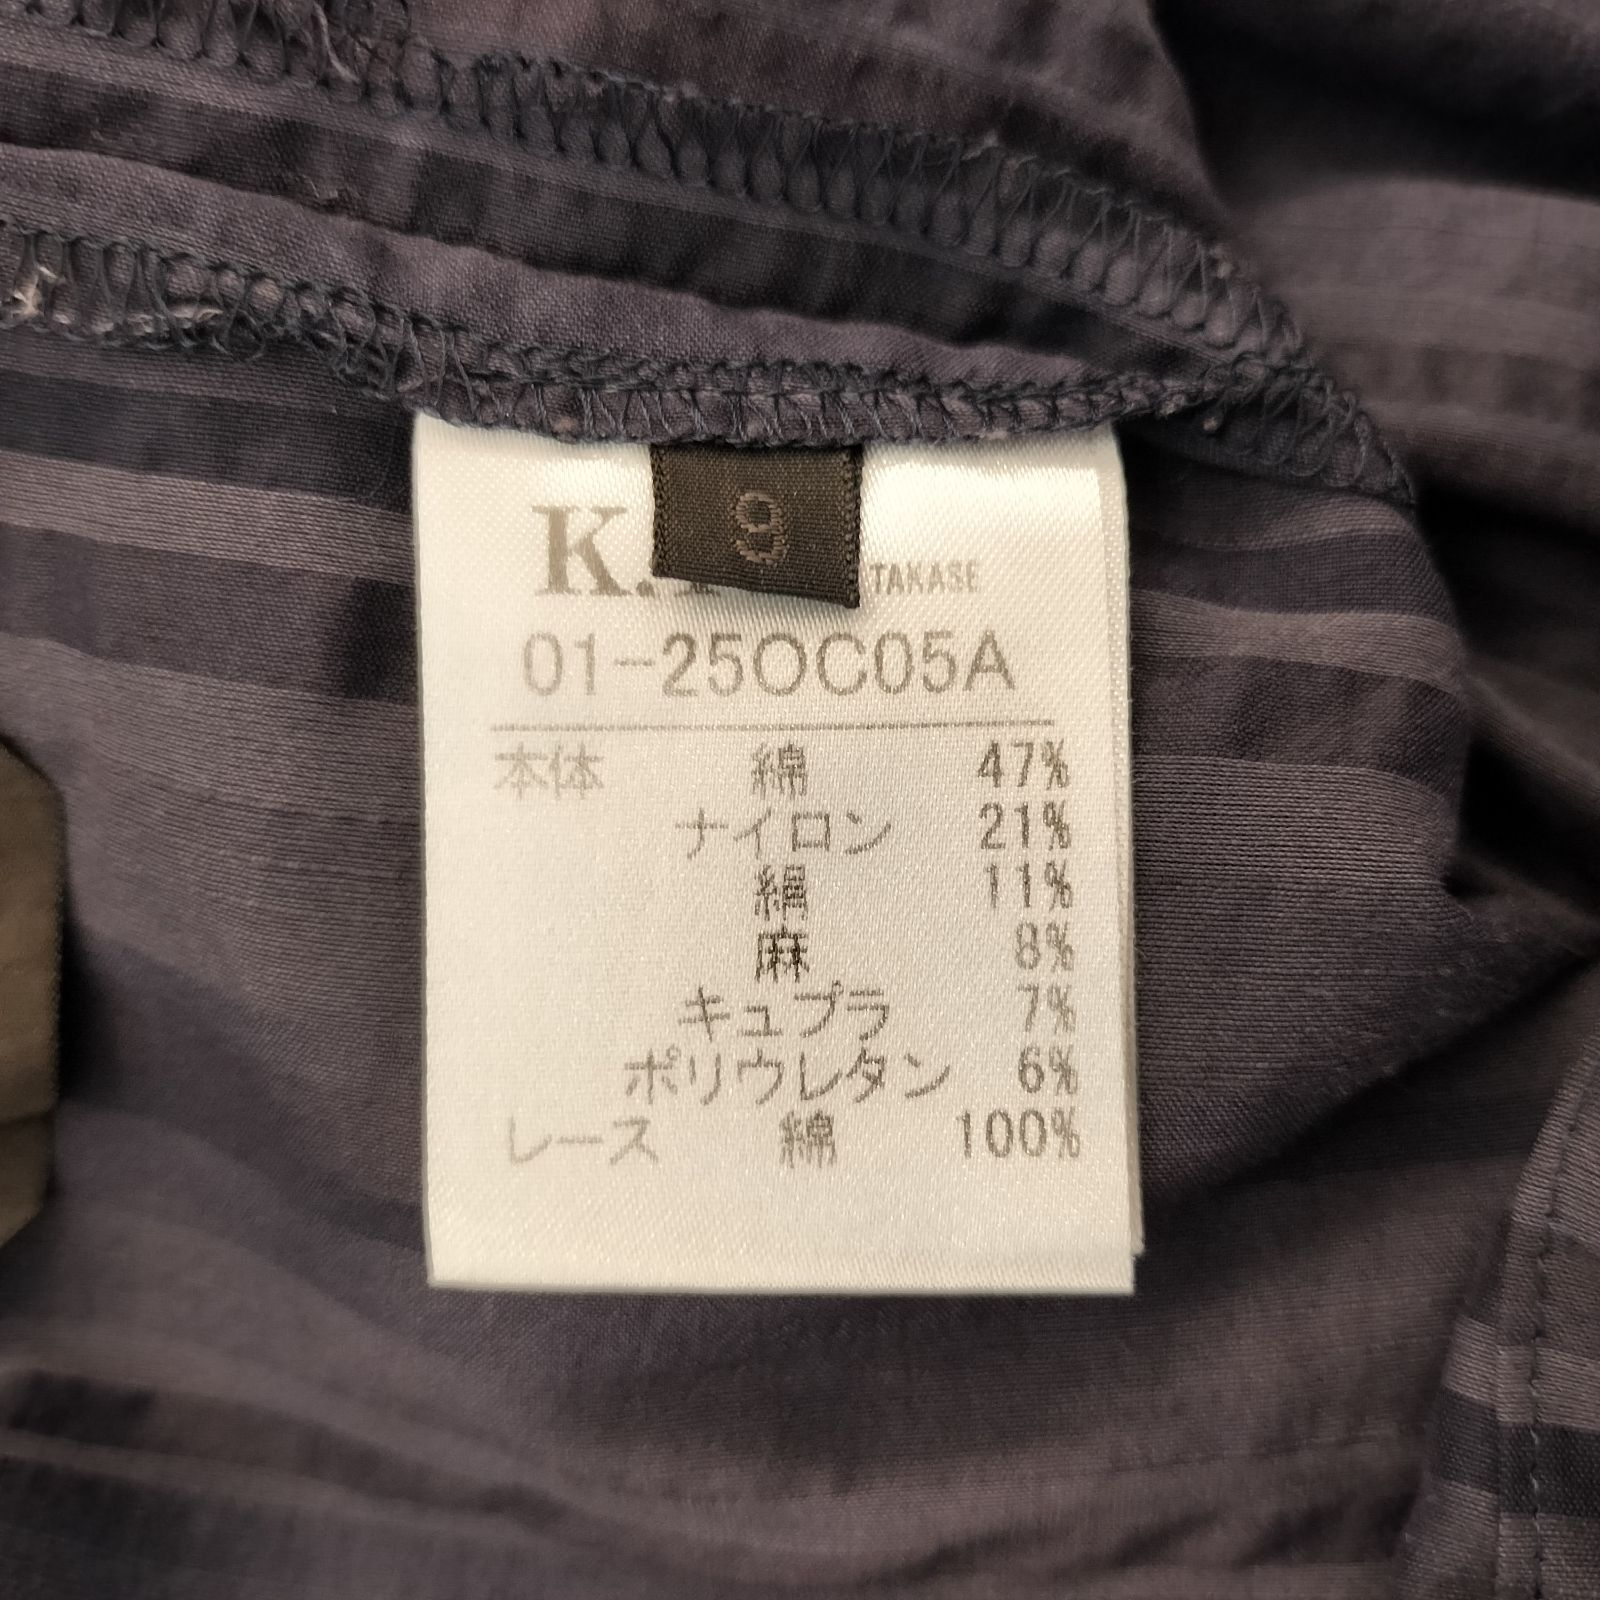 9
K. TAKASE
01-25OC05A
本体 綿 47%
ナイロン 21%
絹 11%
麻 8%
キュプラ 7%
ポリウレタン 6%
レース 綿 100%